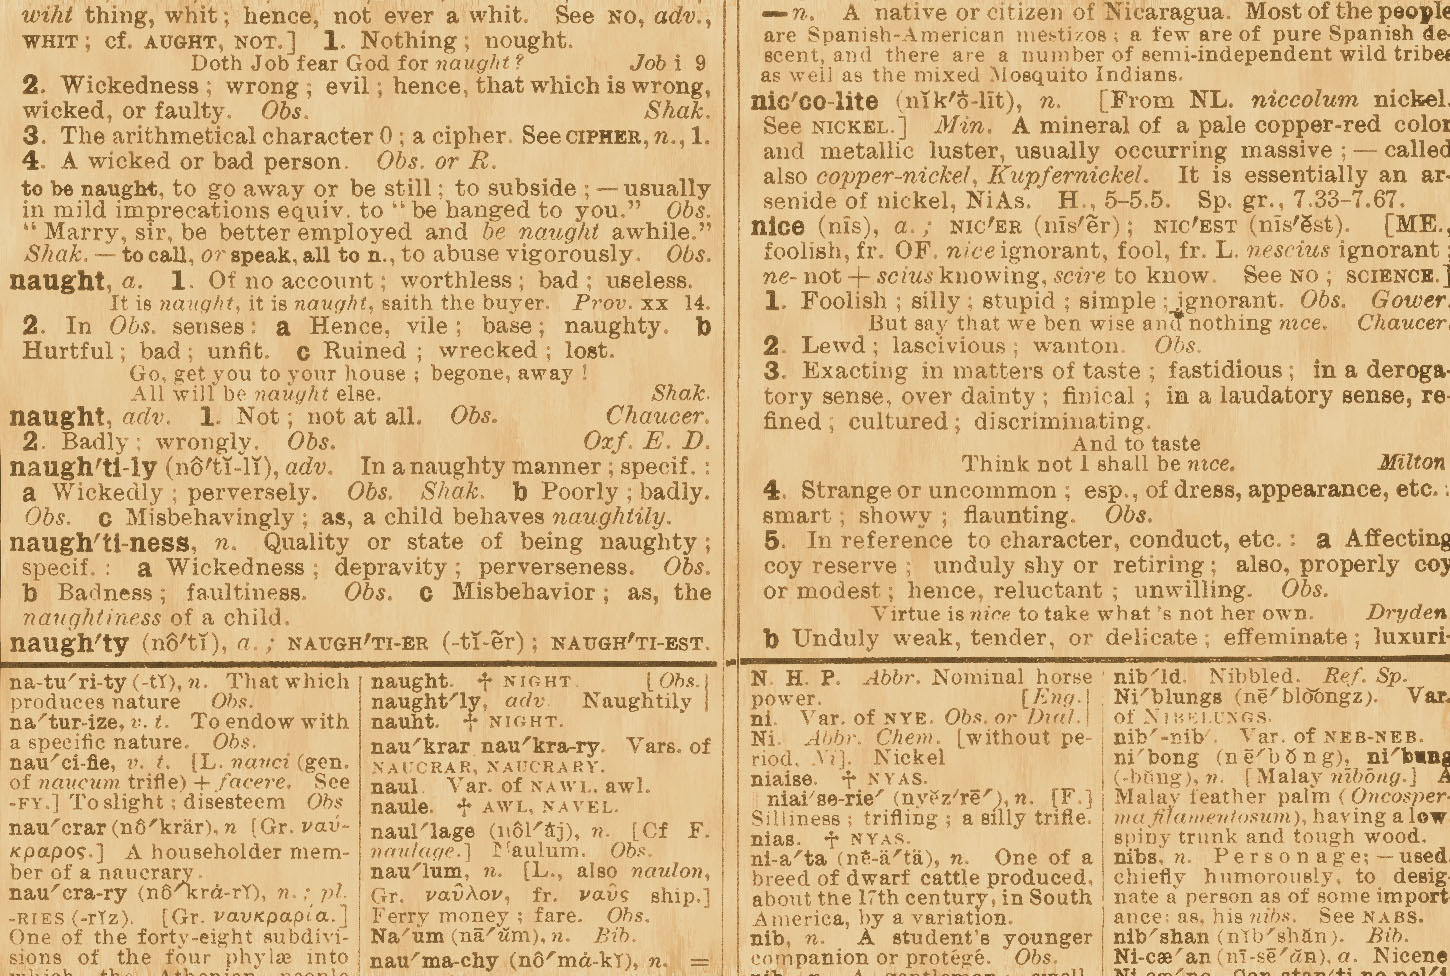 wiht thing, whit; hence, not ever a whit. See NO, adv.,
WHIT; cf. AUGHT, NOT.] 1. Nothing; nought.
Doth Job fear God for naught? Job i 9
2. Wickedness; wrong; evil; hence, that which is wrong,
wicked, or faulty. Obs. Shak.
3. The arithmetical character 0; a cipher. See CIPHER, n., 1.
4. A wicked or bad person. Obs. or R.
to be naught, to go away or be still; to subside; — usually
in mild imprecations equiv. to “be hanged to you.” Obs.
“Marry, sir, be better employed and be naught awhile.”
Shak. — to call, or speak, all to n., to abuse vigorously. Obs.
naught, a. 1. Of no account; worthless; bad; useless.
It is naught, it is naught, saith the buyer. Prov. xx 14.
2. In Obs. senses: a Hence, vile; base; naughty. b
Hurtful; bad; unfit. c Ruined; wrecked; lost.
Go, get you to your house; begone, away!
All will be naught else. Shak.
naught, adv. 1. Not; not at all. Obs. Chaucer.
2. Badly; wrongly. Obs. Oxf. E. D.
naugh′ti-ly (nô′tĭ-lĭ), adv. In a naughty manner; specif.:
a Wickedly; perversely. Obs. Shak. b Poorly; badly.
Obs. c Misbehavingly; as, a child behaves naughtily.
naugh′ti-ness, n. Quality or state of being naughty;
specif.: a Wickedness; depravity; perverseness. Obs.
b Badness; faultiness. Obs. c Misbehavior; as, the
naughtiness of a child.
naugh′ty (nô′tĭ), a.; NAUGH′TI-ER (-tĭ-ẽr); NAUGH′TI-EST.
na-tu′ri-ty (-tĭ), n. That which
produces nature Obs.
na′tur-ize, v. t. To endow with
a specific nature. Obs.
nau′ci-fie, v. t. [L. nauci (gen.
of naucum trifle) + facere. See
-FY.] To slight; disesteem Obs
nau′crar (nô′krär), n [Gr. ναύ-
κραρος.] A householder mem-
ber of a naucrary.
nau′cra-ry (nô′krȧ-rĭ), n.; pl.
-RIES (-rĭz). [Gr. ναυκραρία.]
One of the forty-eight subdivi-
sions of the four phylæ into
which the Athenian people
naught. ✝ NIGHT. [Obs.|
naught′ly, adv Naughtily |
nauht. ✝ NIGHT.
nau′krar nau′kra-ry. Vars. of
NAUCRAR, NAUCRARY.
naul Var. of NAWL. awl.
naule. ✝ AWL, NAVEL.
naul′lage (nôl′āj), n. [Cf F.
naulage.] Naulum. Obs.
nau′lum, n. [L., also naulon,
Gr. ναῦλον, fr. ναῦς ship.]
Ferry money; fare. Obs.
Na′um (nā′ŭm), n. Bib.
nau′ma-chy (nô′mȧ-kĭ), n. =
—n. A native or citizen of Nicaragua. Most of the people
are Spanish-American mestizos; a few are of pure Spanish de-
scent, and there are a number of semi-independent wild tribes
as well as the mixed Mosquito Indians.
nic′co-lite (nĭk′ŏ-līt), n. [From NL. niccolum nickel.
See NICKEL.] Min. A mineral of a pale copper-red color
and metallic luster, usually occurring massive; — called
also copper-nickel, Kupfernickel. It is essentially an ar-
senide of nickel, NiAs. H., 5–5.5. Sp. gr., 7.33–7.67.
nice (nīs), a.; NIC′ER (nīs′ẽr); NIC′EST (nīs′ĕst). [ME.,
foolish, fr. OF. nice ignorant, fool, fr. L. nescius ignorant;
ne- not + scius knowing, scire to know. See NO; SCIENCE.]
1. Foolish; silly; stupid; simple; ignorant. Obs. Gower.
But say that we ben wise and nothing nice. Chaucer.
2. Lewd; lascivious; wanton. Obs.
3. Exacting in matters of taste; fastidious; in a deroga-
tory sense, over dainty; finical; in a laudatory sense, re-
fined; cultured; discriminating.
And to taste
Think not I shall be nice. Milton
4. Strange or uncommon; esp., of dress, appearance, etc.:
smart; showy; flaunting. Obs.
5. In reference to character, conduct, etc.: a Affecting
coy reserve; unduly shy or retiring; also, properly coy
or modest; hence, reluctant; unwilling. Obs.
Virtue is nice to take what's not her own. Dryden
b Unduly weak, tender, or delicate; effeminate; luxuri-
N. H. P. Abbr. Nominal horse
power. [Eng.|
ni. Var. of NYE. Obs. or Dial.|
Ni. Abbr. Chem. [without pe-
riod, Ni]. Nickel
niaise. ✝ NYAS.
niai′se-rie′ (nyĕz′rē′), n. [F.]
Silliness; trifling; a silly trifle.
nias. ✝ NYAS.
ni-a′ta (nē-ä′tä), n. One of a
breed of dwarf cattle produced,
about the 17th century, in South
America, by a variation.
nib, n. A student's younger
companion or protégé. Obs.
nib′ld. Nibbled. Ref. Sp.
Ni′blungs (nē′blŏŏngz). Var.
of NIBELUNGS.
nib′-nib′. Var. of NEB-NEB.
ni′bong (nē′bŏng), ni′bung
(-bŭng), n. [Malay nībōng.] A
Malay feather palm (Oncosper-
ma filamentosum), having a low
spiny trunk and tough wood.
nibs, n. Personage; — used
chiefly humorously, to desig-
nate a person as of some import-
ance; as, his nibs. See NABS.
nib′shan (nĭb′shăn). Bib.
Ni-cæ′an (nī-sē′ăn), a. Nicene